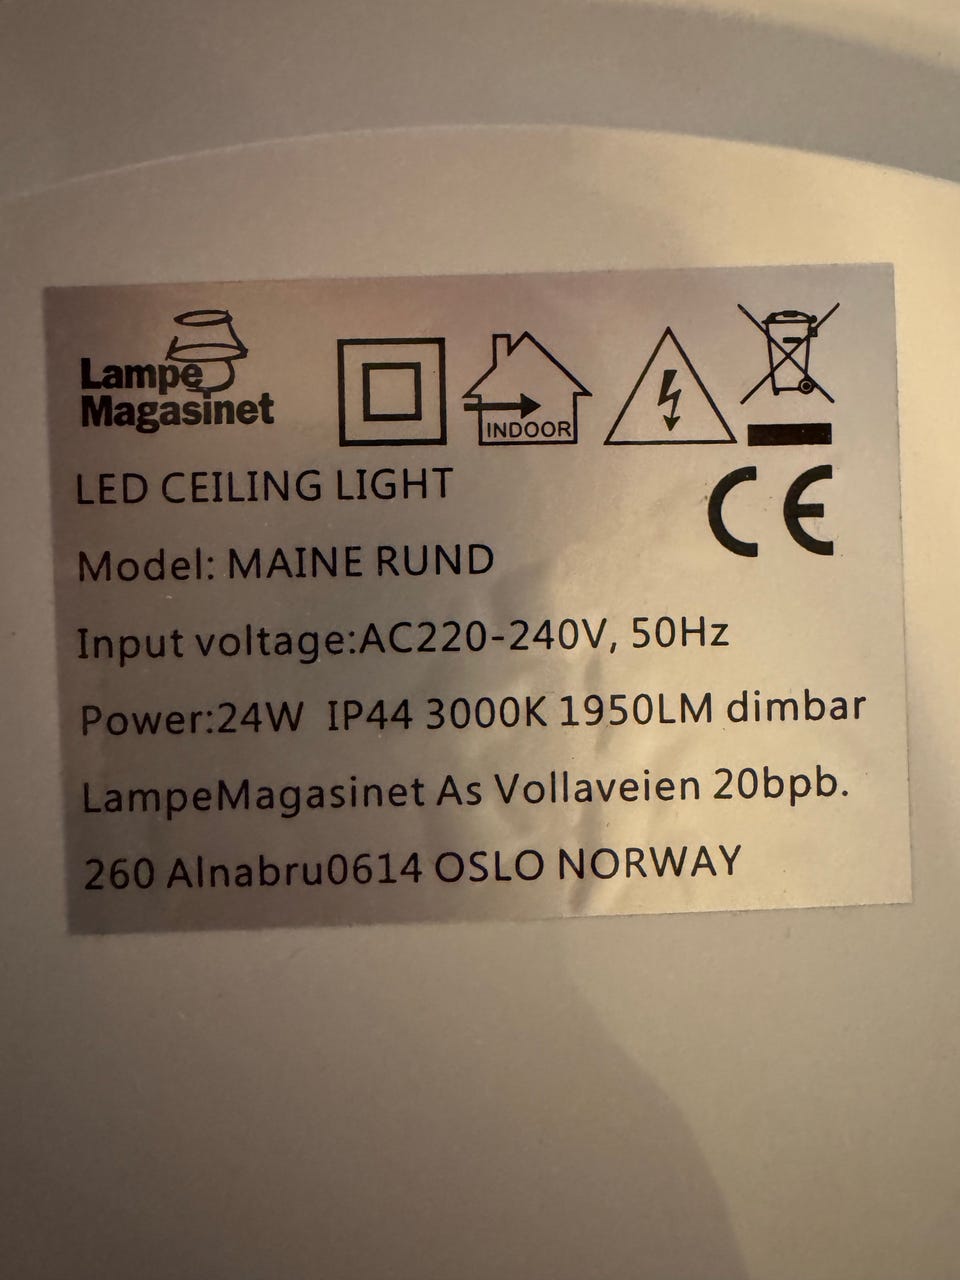 Lampe
Magasinet
INDOOR
CE
LED CEILING LIGHT
Model: MAINE RUND
Input voltage:AC220-240V, 50Hz
Power:24W IP44 3000K 1950LM dimbar
LampeMagasinet As Vollaveien 20bpb.
260 Alnabru0614 OSLO NORWAY